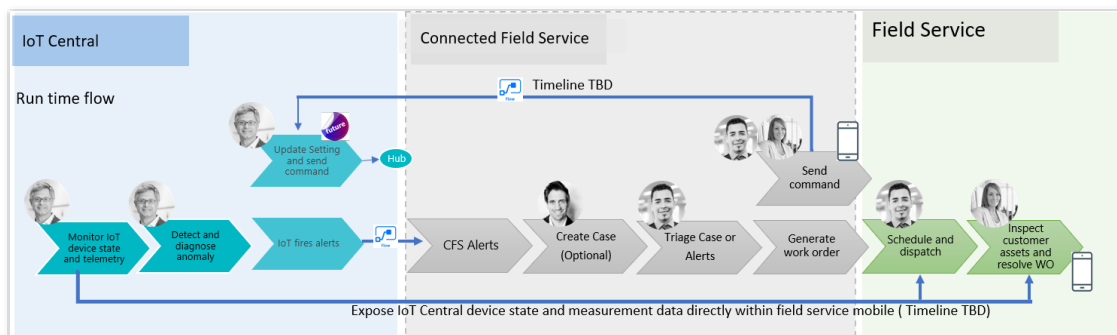 IoT Central
Connected Field Service
Field Service
Run time flow
Flow
Timeline TBD
future
Update Setting
and send
command
Hub
Send
command
Monitor IoT
device state
and telemetry
Detect and
diagnose
anomaly
IoT fires alerts
Flow
CFS Alerts
Create Case
(Optional)
Triage Case or
Alerts
Generate
work order
Schedule and
dispatch
Inspect
customer
assets and
resolve WO
Expose IoT Central device state and measurement data directly within field service mobile ( Timeline TBD)